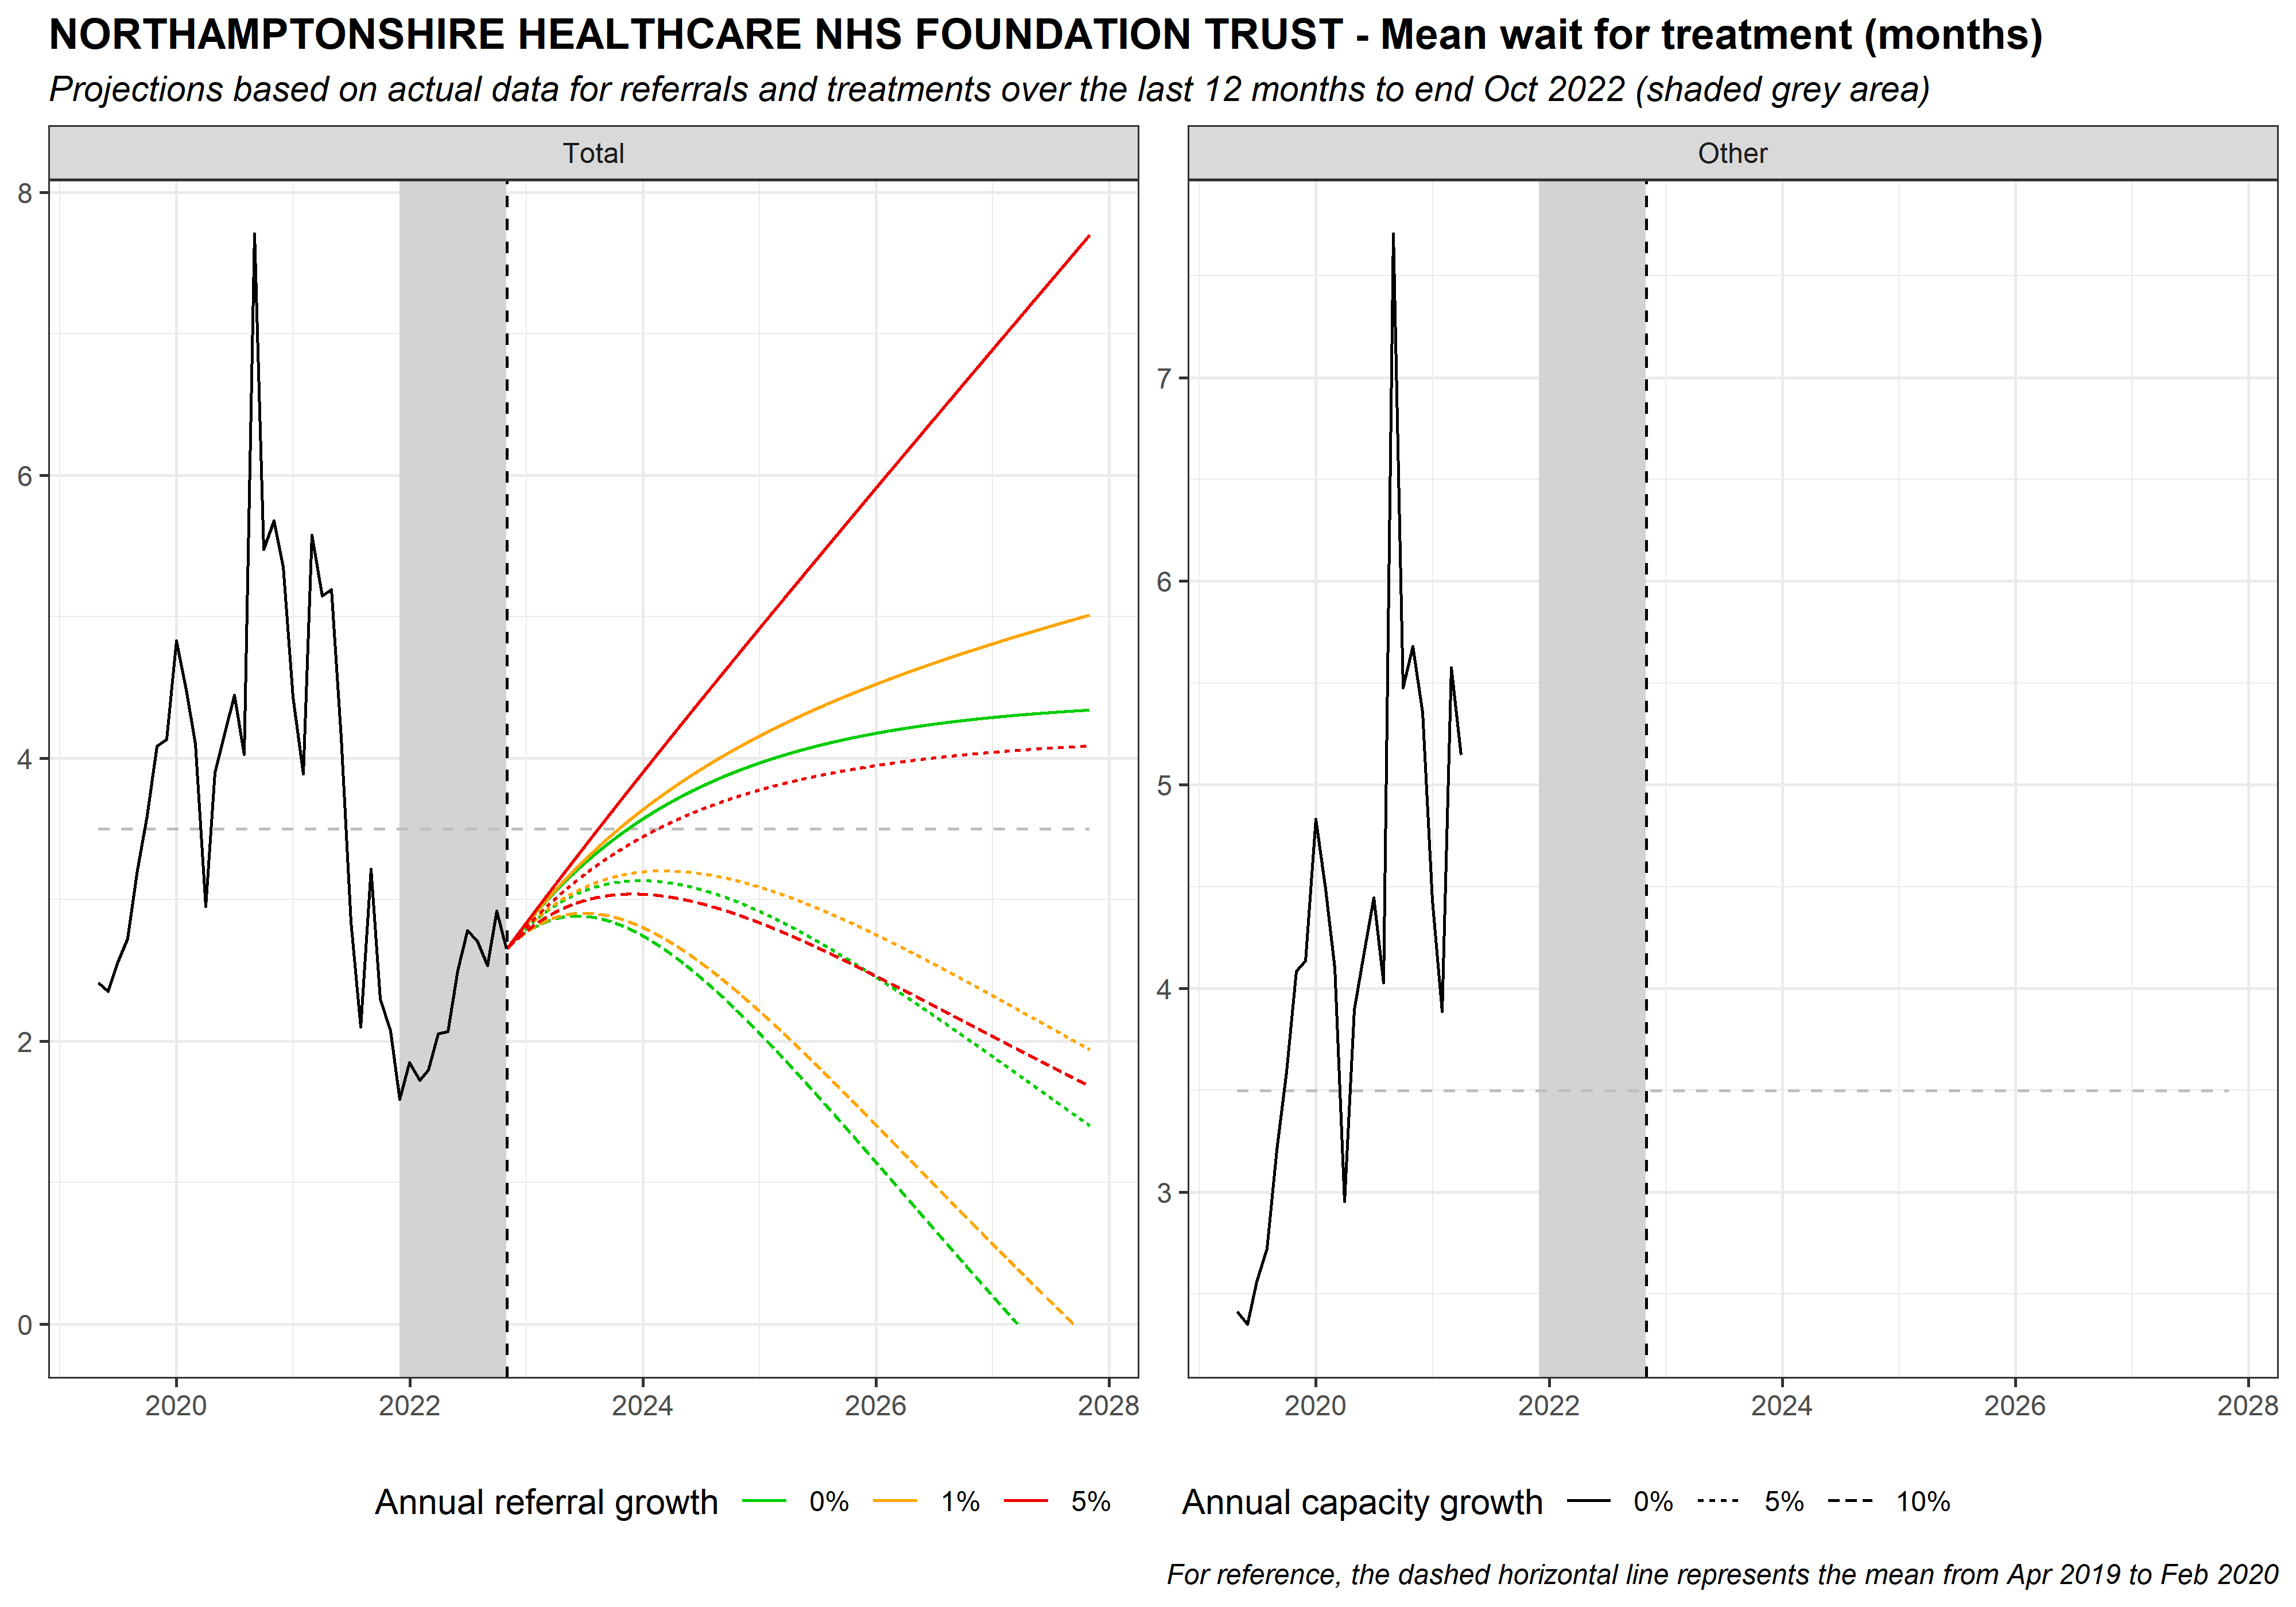 NORTHAMPTONSHIRE HEALTHCARE NHS FOUNDATION TRUST - Mean wait for treatment (months)
Projections based on actual data for referrals and treatments over the last 12 months to end Oct 2022 (shaded grey area)
Total
Other
8
6
4
2
0
7
6
5
4
3
2020 2022 2024 2026 2028
2020 2022 2024 2026 2028
Annual referral growth 0% 1% 5%
Annual capacity growth 0% 5% 10%
For reference, the dashed horizontal line represents the mean from Apr 2019 to Feb 2020